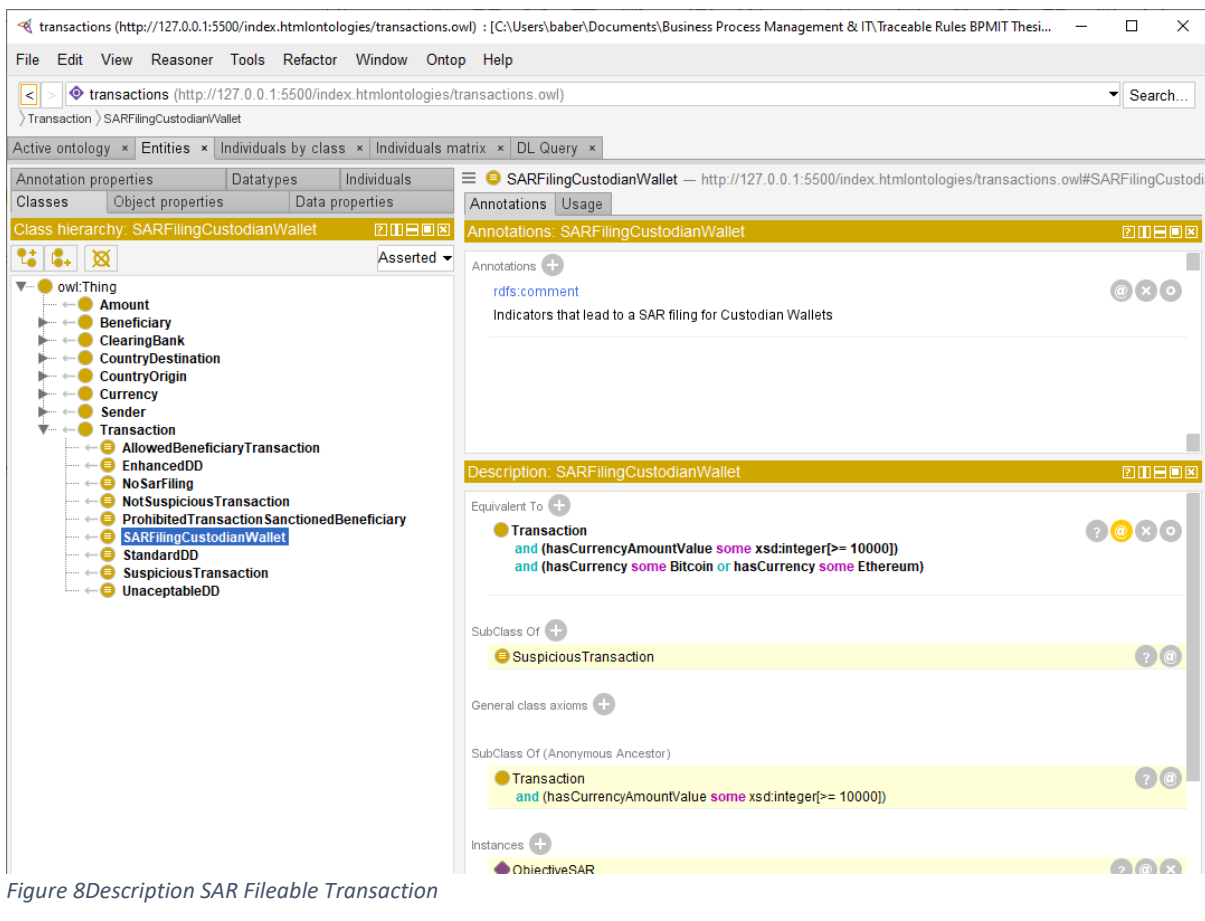 transactions (http://127.0.0.1:5500/index.htmlontologies/transactions.owl) : [C:\Users\baber\Documents\Business Process Management & IT\Traceable Rules BPMIT Thesi...
File Edit View Reasoner Tools Refactor Window Ontop Help
< > transactions (http://127.0.0.1:5500/index.htmlontologies/transactions.owl) Search...
Transaction SARFilingCustodianWallet
Active ontology × Entities × Individuals by class × Individuals matrix × DL Query ×
Annotation properties Datatypes Individuals
Classes Object properties Data properties
Class hierarchy: SARFilingCustodianWallet
Asserted
owl:Thing
Amount
Beneficiary
ClearingBank
CountryDestination
CountryOrigin
Currency
Sender
Transaction
AllowedBeneficiaryTransaction
EnhancedDD
NoSarFiling
NotSuspiciousTransaction
ProhibitedTransactionSanctionedBeneficiary
SARFilingCustodianWallet
StandardDD
SuspiciousTransaction
UnaceptableDD
SARFilingCustodianWallet — http://127.0.0.1:5500/index.htmlontologies/transactions.owl#SARFilingCustodi
Annotations Usage
Annotations: SARFilingCustodianWallet
Annotations
rdfs:comment
Indicators that lead to a SAR filing for Custodian Wallets
Description: SARFilingCustodianWallet
Equivalent To
Transaction
and (hasCurrencyAmountValue some xsd:integer[>= 10000])
and (hasCurrency some Bitcoin or hasCurrency some Ethereum)
SubClass Of
SuspiciousTransaction
General class axioms
SubClass Of (Anonymous Ancestor)
Transaction
and (hasCurrencyAmountValue some xsd:integer[>= 10000])
Instances
ObjectiveSAR
Figure 8Description SAR Fileable Transaction